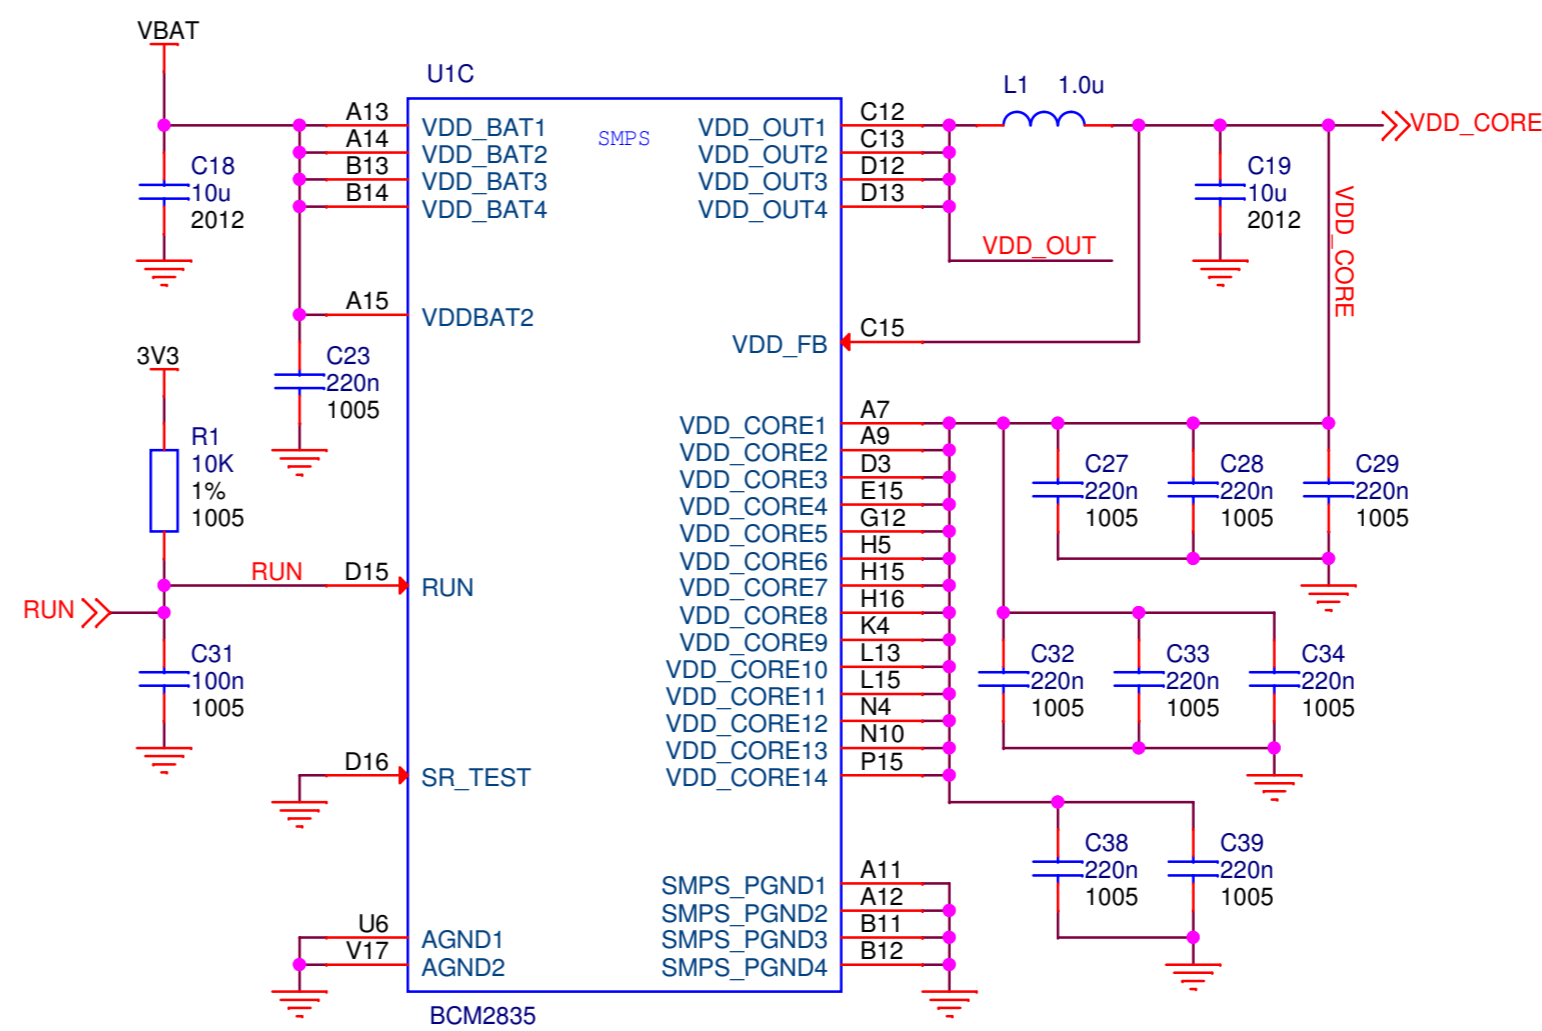 VBAT
U1C
L1 1.0u
SMPS
A13
VDD_BAT1
A14
VDD_BAT2
B13
VDD_BAT3
B14
VDD_BAT4
C18
10u
2012
A15
VDDBAT2
C23
220n
1005
3V3
R1
10K
1%
1005
RUN
D15
RUN
RUN
C31
100n
1005
D16
SR_TEST
U6
AGND1
V17
AGND2
VDD_OUT1
C12
VDD_OUT2
C13
VDD_OUT3
D12
VDD_OUT4
D13
VDD_OUT
VDD_CORE
C19
10u
2012
VDD_CORE
VDD_FB
C15
VDD_CORE1
A7
VDD_CORE2
A9
VDD_CORE3
D3
VDD_CORE4
E15
VDD_CORE5
G12
VDD_CORE6
H5
VDD_CORE7
H15
VDD_CORE8
H16
VDD_CORE9
K4
VDD_CORE10
L13
VDD_CORE11
L15
VDD_CORE12
N4
VDD_CORE13
N10
VDD_CORE14
P15
C27
220n
1005
C28
220n
1005
C29
220n
1005
C32
220n
1005
C33
220n
1005
C34
220n
1005
C38
220n
1005
C39
220n
1005
SMPS_PGND1
A11
SMPS_PGND2
A12
SMPS_PGND3
B11
SMPS_PGND4
B12
BCM2835